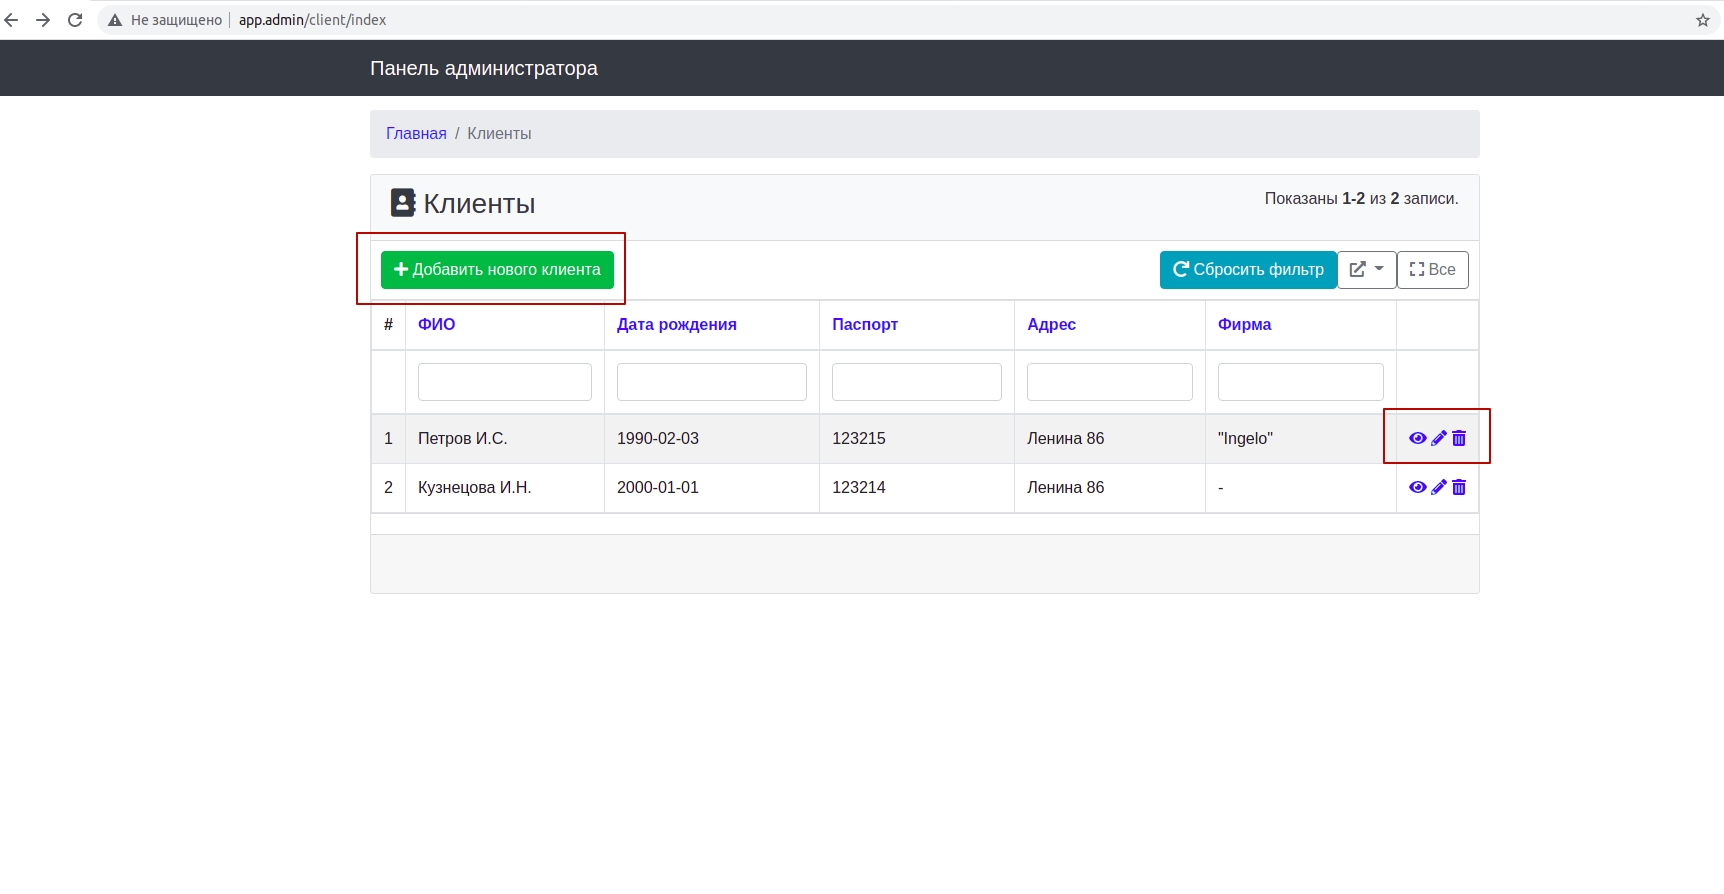 Не защищено app.admin/client/index
Панель администратора
Главная / Клиенты
Клиенты
Показаны 1-2 из 2 записи.
Добавить нового клиента
Сбросить фильтр
Все
# ФИО Дата рождения Паспорт Адрес Фирма
1 Петров И.С. 1990-02-03 123215 Ленина 86 "Ingelo"
2 Кузнецова И.Н. 2000-01-01 123214 Ленина 86 -